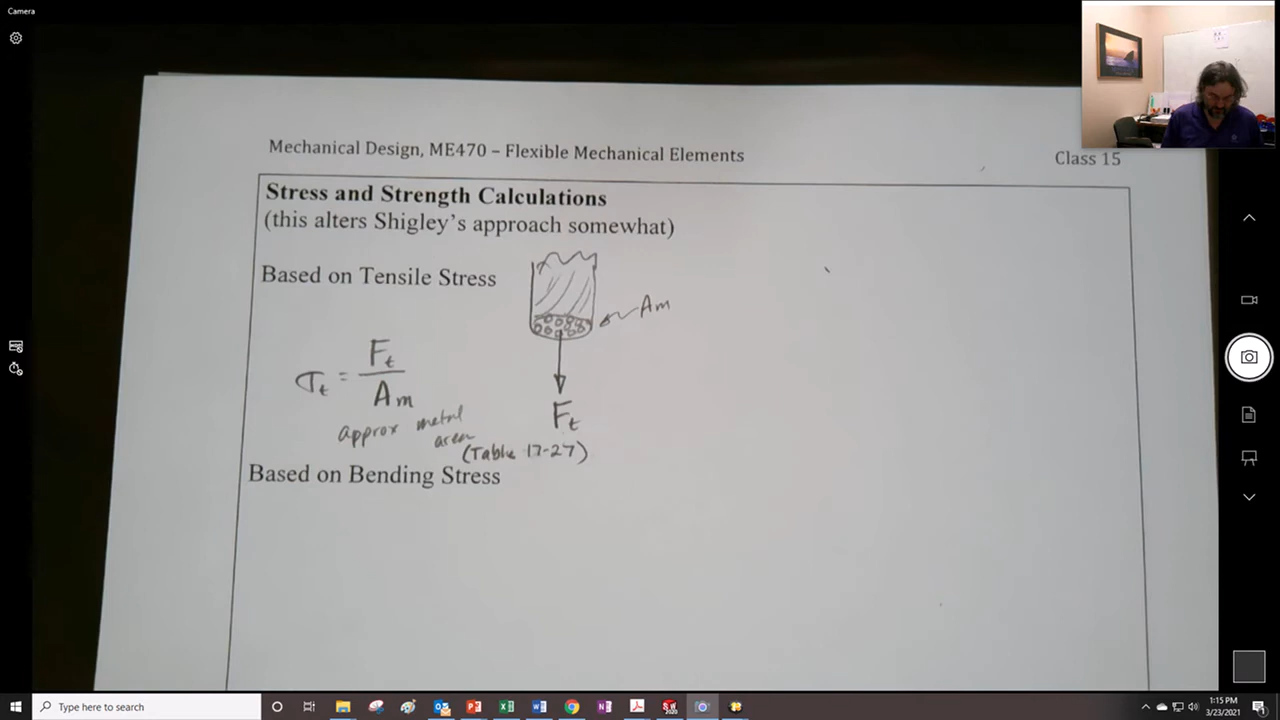 Camera
Mechanical Design, ME470 – Flexible Mechanical Elements
Class 15
Stress and Strength Calculations
(this alters Shigley's approach somewhat)
Based on Tensile Stress
Am
σt = Ft / Am
Ft
approx metal
area
(Table 17-27)
Based on Bending Stress
Type here to search
1:15 PM
3/23/2021